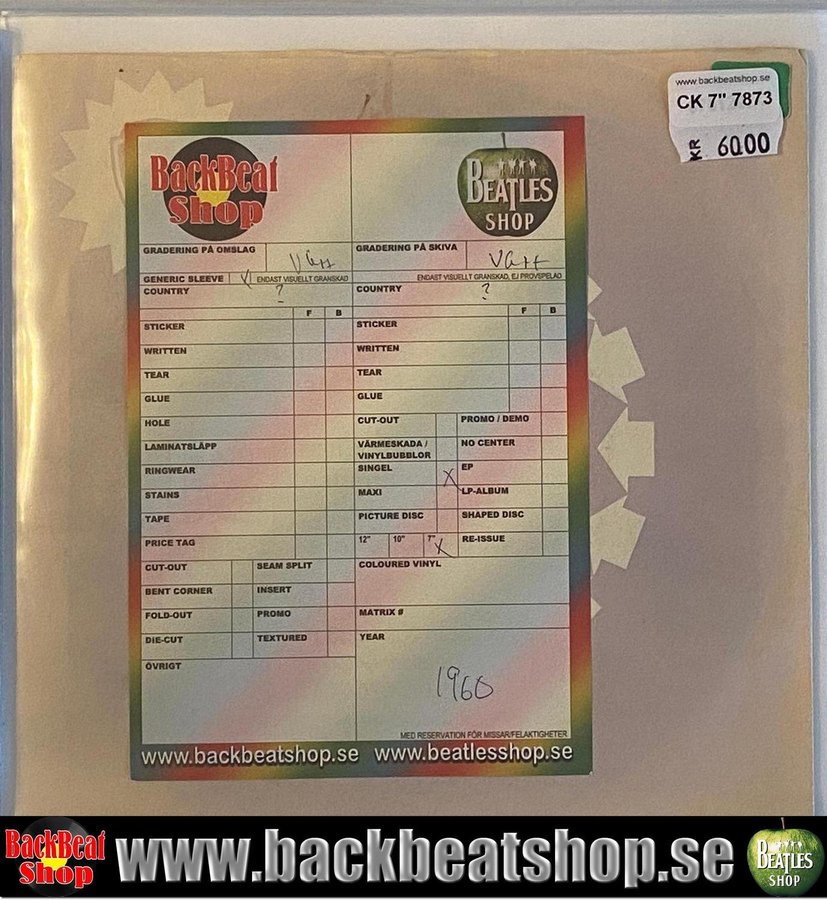 www.backbeatshop.se
CK 7" 7873
KR 6000
BackBeat
Shop
BEATLES
SHOP
GRADERING PÅ OMSLAG
VG++
GRADERING PÅ SKIVA
VG++
GENERIC SLEEVE X ENDAST VISUELLT GRANSKAD
ENDAST VISUELLT GRANSKAD, EJ PROVSPELAD
COUNTRY ?
COUNTRY ?
F B
F B
STICKER
STICKER
WRITTEN
WRITTEN
TEAR
TEAR
GLUE
GLUE
HOLE
CUT-OUT
PROMO / DEMO
LAMINATSLÄPP
VÄRMESKADA /
VINYLBUBBLOR
NO CENTER
RINGWEAR
SINGEL X
EP
STAINS
MAXI
LP-ALBUM
TAPE
PICTURE DISC
SHAPED DISC
PRICE TAG
12" 10" 7" X
RE-ISSUE
CUT-OUT
SEAM SPLIT
COLOURED VINYL
BENT CORNER
INSERT
FOLD-OUT
PROMO
MATRIX #
DIE-CUT
TEXTURED
YEAR
ÖVRIGT
1960
MED RESERVATION FÖR MISSAR/FELAKTIGHETER
www.backbeatshop.se www.beatlesshop.se
BackBeat
Shop
www.backbeatshop.se
BEATLES
SHOP